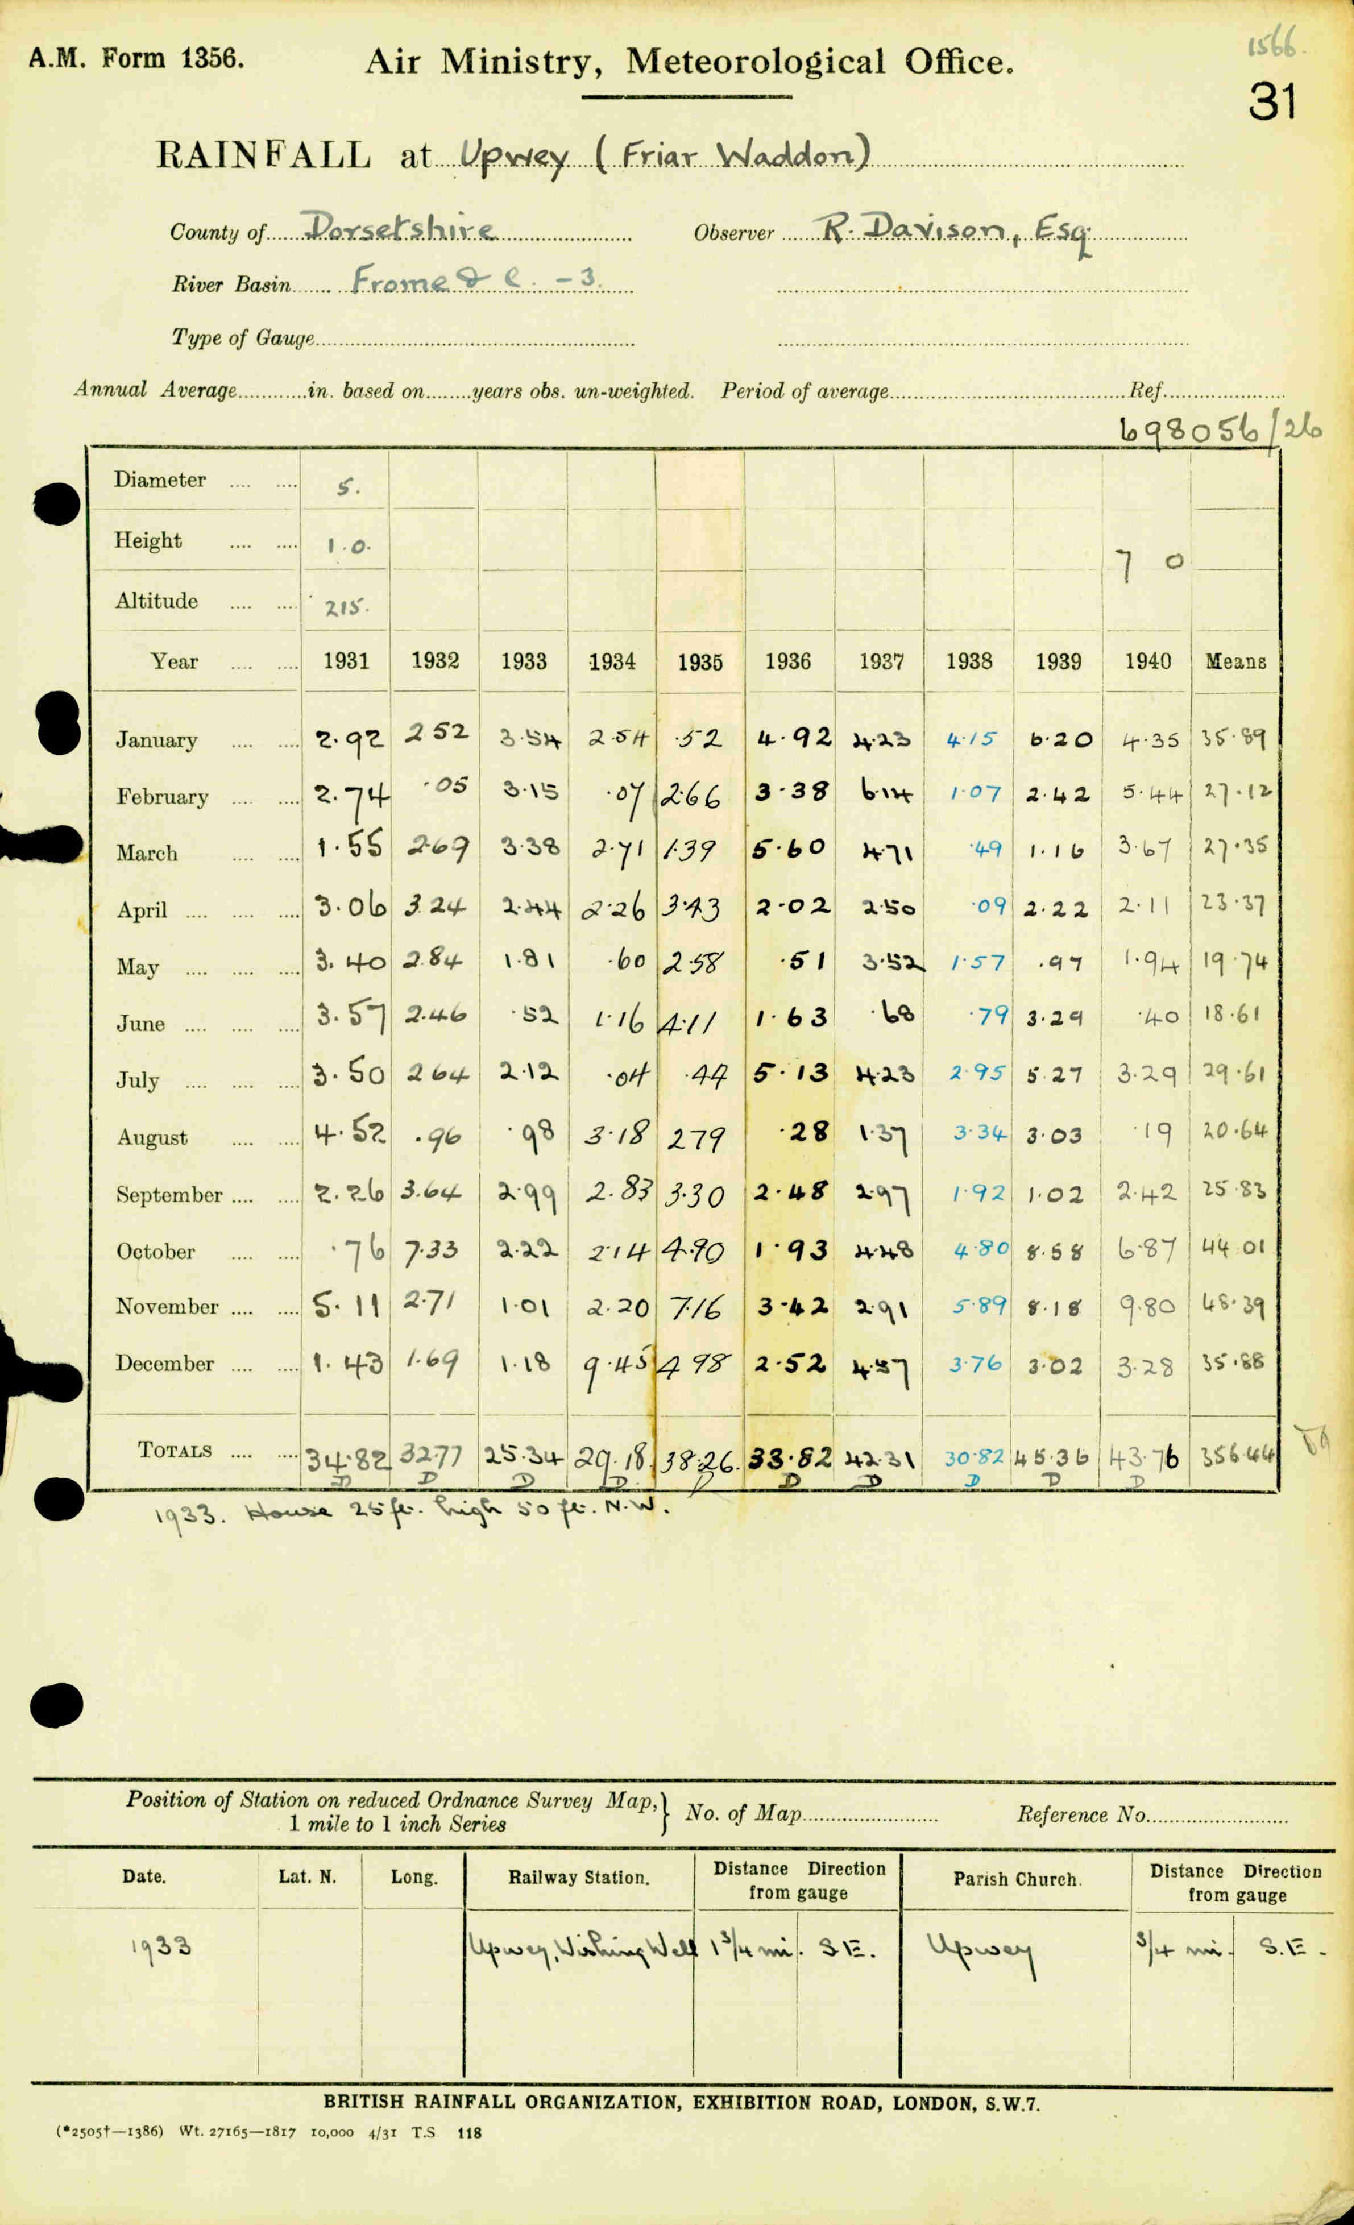 1566.
A.M. Form 1356. Air Ministry, Meteorological Office.
31
RAINFALL at Upwey (Friar Waddon)
County of Dorsetshire Observer R. Davison, Esq.
River Basin Frome &c. -3.
Type of Gauge
Annual Average in. based on years obs. un-weighted. Period of average Ref.
698056/26
Diameter 5.
Height 1.0. 7 0
Altitude 215.
Year 1931 1932 1933 1934 1935 1936 1937 1938 1939 1940 Means
January 2.92 2 52 3.54 2.54 .52 4.92 4.23 4.15 6.20 4.35 35.89
February 2.74 .05 3.15 .07 2.66 3.38 6.14 1.07 2.42 5.44 27.12
March 1.55 2.69 3.38 2.71 1.39 5.60 4.71 .49 1.16 3.67 27.35
April 3.06 3.24 2.44 2.26 3.43 2.02 2.50 .09 2.22 2.11 23.37
May 3.40 2.84 1.81 .60 2.58 .51 3.52 1.57 .97 1.94 19.74
June 3.57 2.46 .52 1.16 4.11 1.63 .68 .79 3.29 .40 18.61
July 3.50 2 64 2.12 .04 .44 5.13 4.23 2.95 5.27 3.29 29.61
August 4.52 .96 .98 3.18 2 79 .28 1.37 3.34 3.03 .19 20.64
September 2.26 3.64 2.99 2.83 3.30 2.48 2.97 1.92 1.02 2.42 25.83
October .76 7.33 2.22 2.14 4.90 1.93 4.48 4.80 8.58 6.87 44 01
November 5.11 2.71 1.01 2.20 7.16 3.42 2.91 5.89 8.18 9.80 48.39
December 1.43 1.69 1.18 9.45 4 98 2.52 4.57 3.76 3.02 3.28 35.88
TOTALS 34.82 32.77 25.34 29.18 38.26. 33.82 42.31 30.82 45.36 43.76 356.44
D D D D D D D D D D
1933. House 25 ft. high 50 ft. N.W.
Position of Station on reduced Ordnance Survey Map, 1 mile to 1 inch Series } No. of Map Reference No.
Date. Lat. N. Long. Railway Station. Distance Direction from gauge Parish Church. Distance Direction from gauge
1933 Upwey, Wishing Well 1 3/4 mi. S.E. Upwey 3/4 mi. S.E.
BRITISH RAINFALL ORGANIZATION, EXHIBITION ROAD, LONDON, S.W.7.
(*2505†—1386) Wt. 27165—1817 10,000 4/31 T.S 118